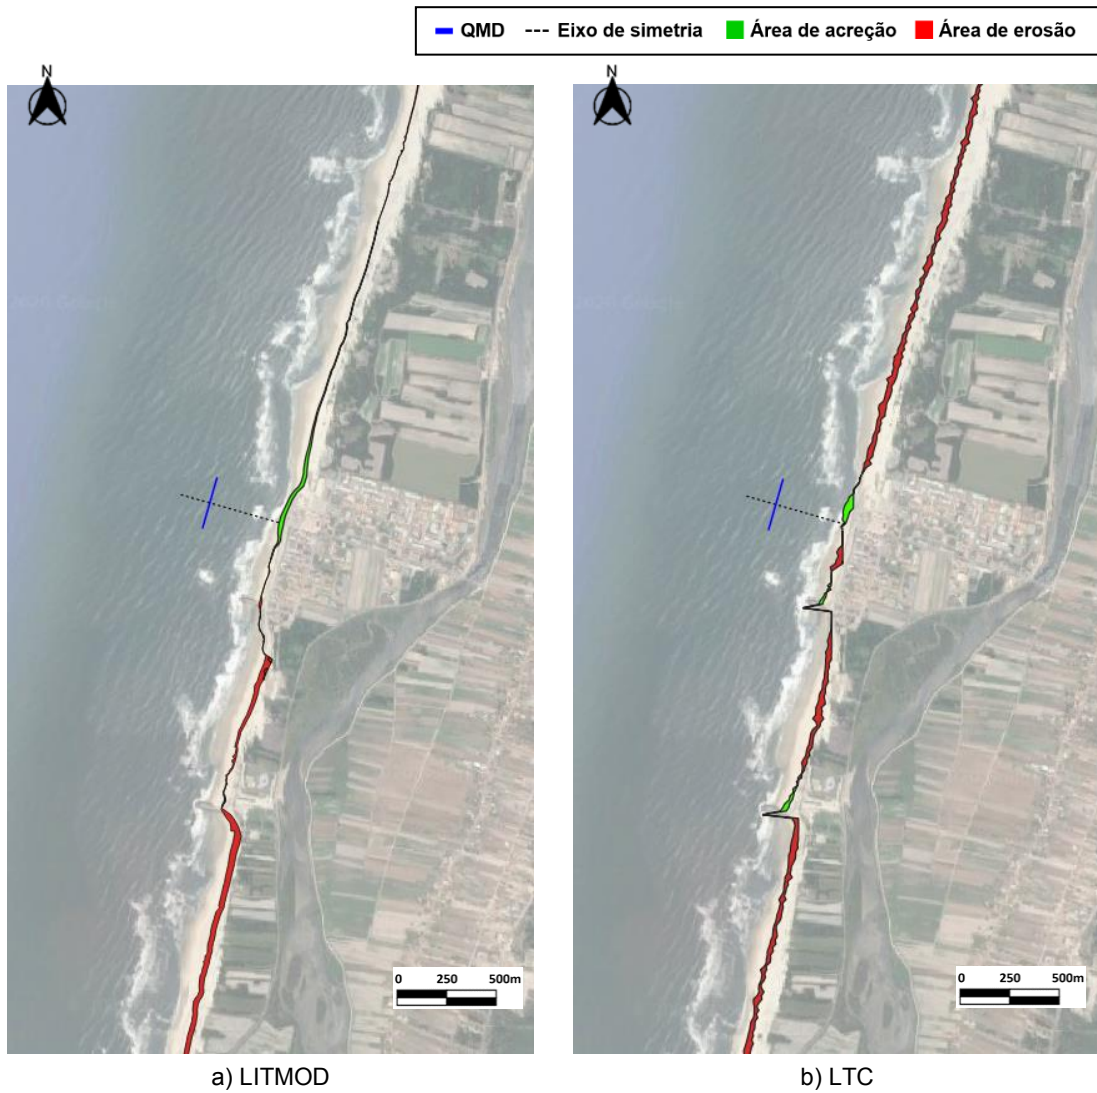 QMD Eixo de simetria Área de acreção Área de erosão
N
N
0 250 500m
0 250 500m
a) LITMOD
b) LTC